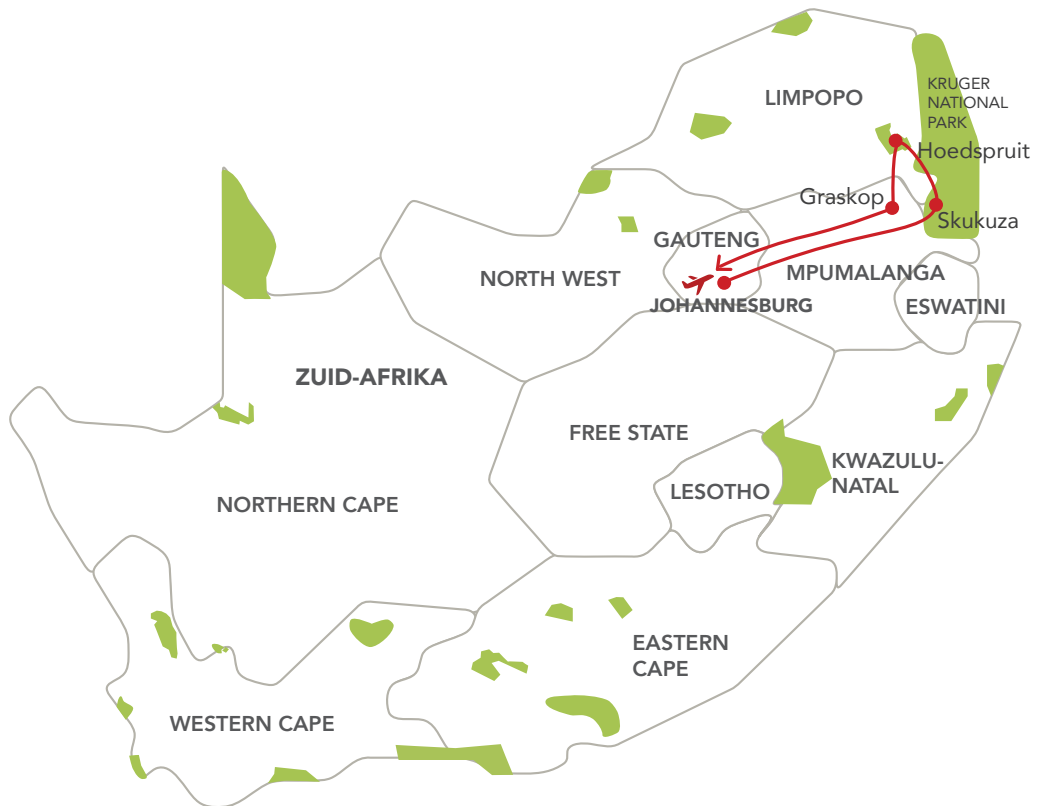 LIMPOPO
KRUGER
NATIONAL
PARK
Hoedspruit
Graskop
Skukuza
GAUTENG
NORTH WEST
MPUMALANGA
JOHANNESBURG
ESWATINI
ZUID-AFRIKA
FREE STATE
KWAZULU-
NATAL
LESOTHO
NORTHERN CAPE
EASTERN
CAPE
WESTERN CAPE